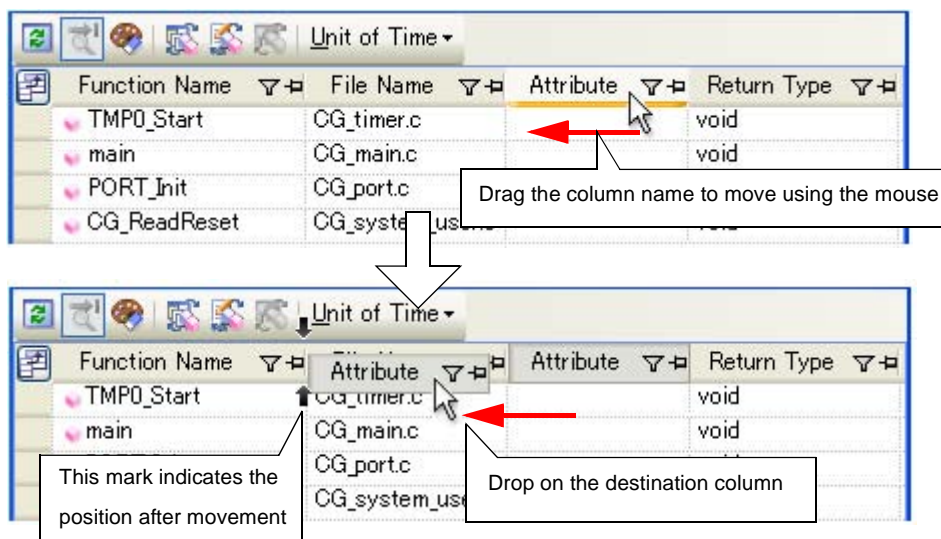 Unit of Time
Function Name File Name Attribute Return Type
TMP0_Start CG_timer.c void
main CG_main.c void
PORT_Init CG_port.c
CG_ReadReset
Drag the column name to move using the mouse
Unit of Time
Function Name Attribute Attribute Return Type
TMP0_Start CG_timer.c void
main CG_main.c void
CG_port.c
CG_system_use
This mark indicates the
position after movement
Drop on the destination column